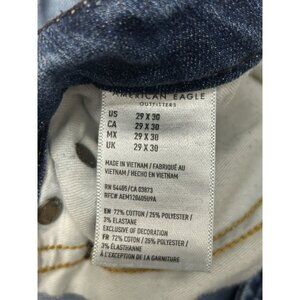 AMERICAN EAGLE
OUTFITTERS
US 29 X 30
CA 29 X 30
MX 29 X 30
UK 29 X 30
MADE IN VIETNAM / FABRIQUÉ AU
VIETNAM / HECHO EN VIETNAM
RN 54485/CA 03873
RFC# AEM120605U9A
EN: 72% COTTON / 25% POLYESTER /
3% ELASTANE
EXCLUSIVE OF DECORATION
FR: 72% COTON / 25% POLYESTER /
3% ÉLASTHANNE
À L'EXCEPTION DE LA GARNITURE